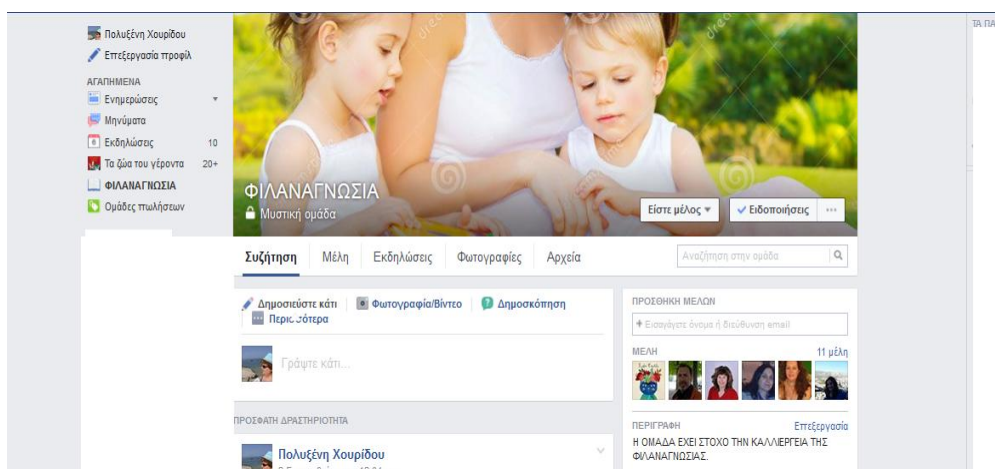 Πολυξένη Χουρίδου
Επεξεργασία προφίλ
ΑΓΑΠΗΜΕΝΑ
Ενημερώσεις
Μηνύματα
Εκδηλώσεις 10
Τα ζώα του γέροντα 20+
ΦΙΛΑΝΑΓΝΩΣΙΑ
Ομάδες πωλήσεων
ΦΙΛΑΝΑΓΝΩΣΙΑ
Μυστική ομάδα
Είστε μέλος
Ειδοποιήσεις
Συζήτηση Μέλη Εκδηλώσεις Φωτογραφίες Αρχεία
Αναζήτηση στην ομάδα
Δημοσιεύστε κάτι Φωτογραφία/Βίντεο Δημοσκόπηση
Γράψτε κάτι...
ΠΡΟΣΦΑΤΗ ΔΡΑΣΤΗΡΙΟΤΗΤΑ
Πολυξένη Χουρίδου
ΠΡΟΣΘΗΚΗ ΜΕΛΩΝ
+ Εισαγάγετε όνομα ή διεύθυνση email
ΜΕΛΗ 11 μέλη
ΠΕΡΙΓΡΑΦΗ Επεξεργασία
Η ΟΜΑΔΑ ΕΧΕΙ ΣΤΟΧΟ ΤΗΝ ΚΑΛΛΙΕΡΓΕΙΑ ΤΗΣ
ΦΙΛΑΝΑΓΝΩΣΙΑΣ.
ΤΑ